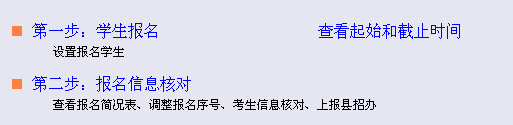 第一步：学生报名 查看起始和截止时间
设置报名学生
第二步：报名信息核对
查看报名简况表、调整报名序号、考生信息核对、上报县招办